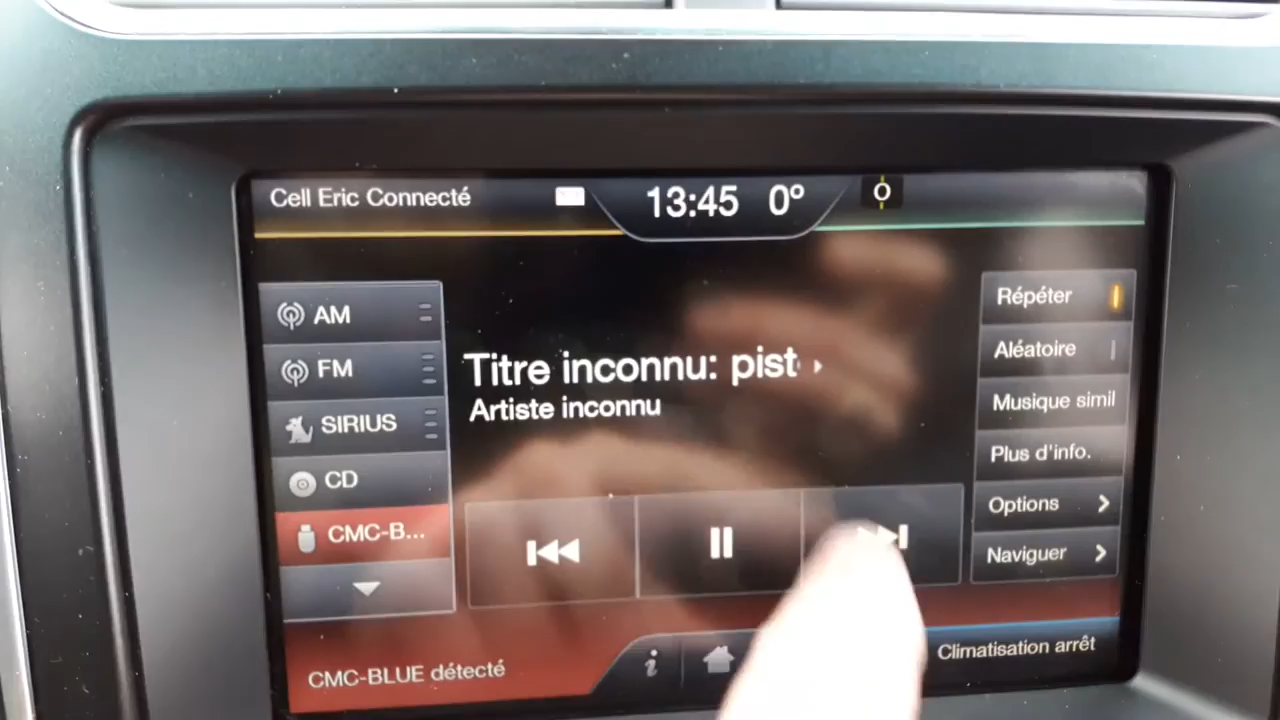 Cell Eric Connecté
13:45 0°
AM
FM
SIRIUS
CD
CMC-B...
Titre inconnu: pist
Artiste inconnu
Répéter
Aléatoire
Musique simil
Plus d'info.
Options
Naviguer
CMC-BLUE détecté
Climatisation arrêt